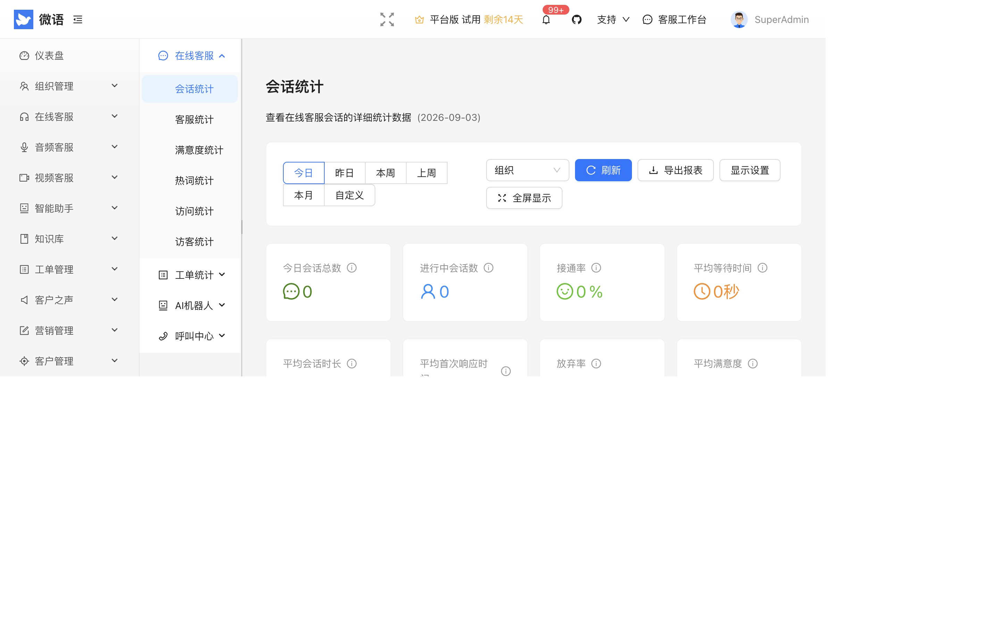 微语
平台版 试用 剩余14天
99+
支持
客服工作台
SuperAdmin
仪表盘
组织管理
在线客服
音频客服
视频客服
智能助手
知识库
工单管理
客户之声
营销管理
客户管理
在线客服
会话统计
客服统计
满意度统计
热词统计
访问统计
访客统计
工单统计
AI机器人
呼叫中心
会话统计
查看在线客服会话的详细统计数据 (2026-09-03)
今日 昨日 本周 上周
本月 自定义
组织 刷新 导出报表 显示设置
全屏显示
今日会话总数
0
进行中会话数
0
接通率
0 %
平均等待时间
0秒
平均会话时长
平均首次响应时
放弃率
平均满意度